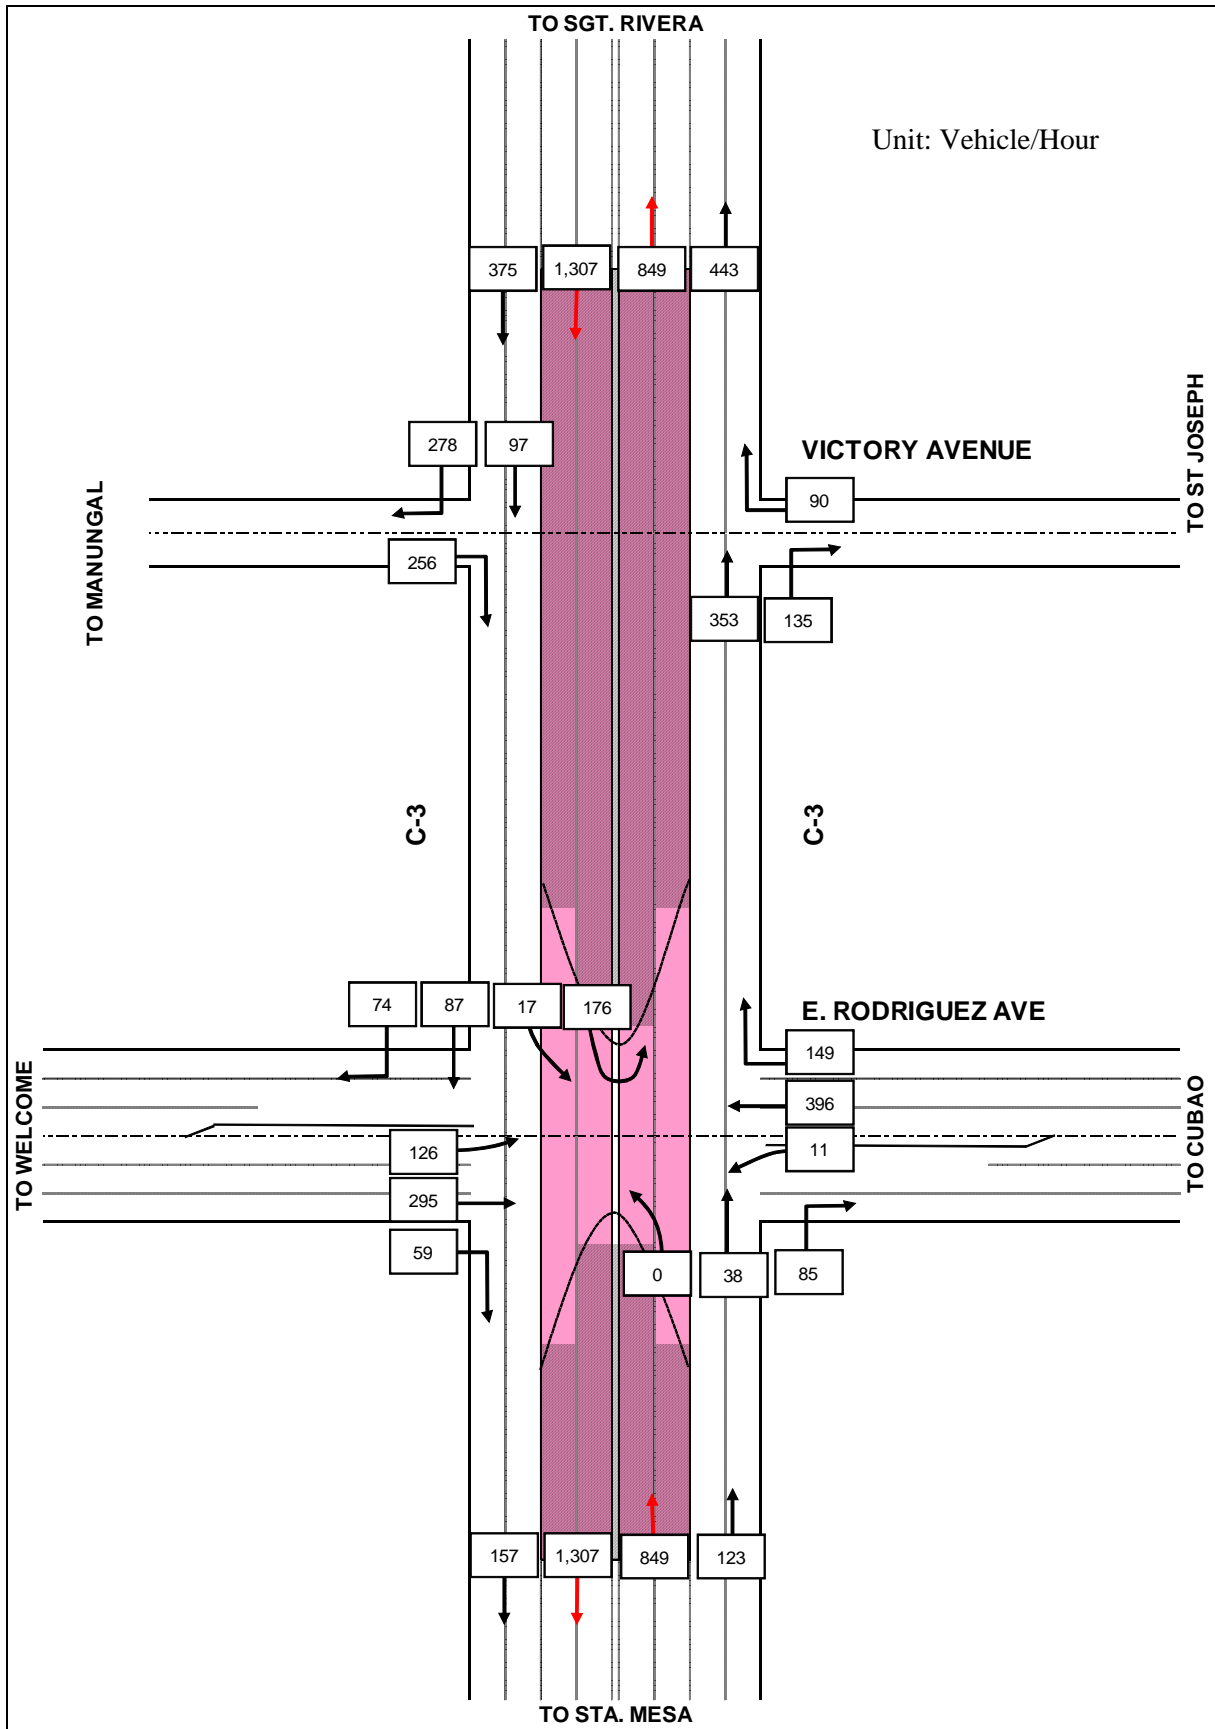 TO SGT. RIVERA
Unit: Vehicle/Hour
375 1,307 849 443
278 97 VICTORY AVENUE
TO ST JOSEPH
90
TO MANUNGAL
256
353 135
C-3 C-3
74 87 17 176 E. RODRIGUEZ AVE
149
TO WELCOME
396
TO CUBAO
126 11
295
59
0 38 85
157 1,307 849 123
TO STA. MESA